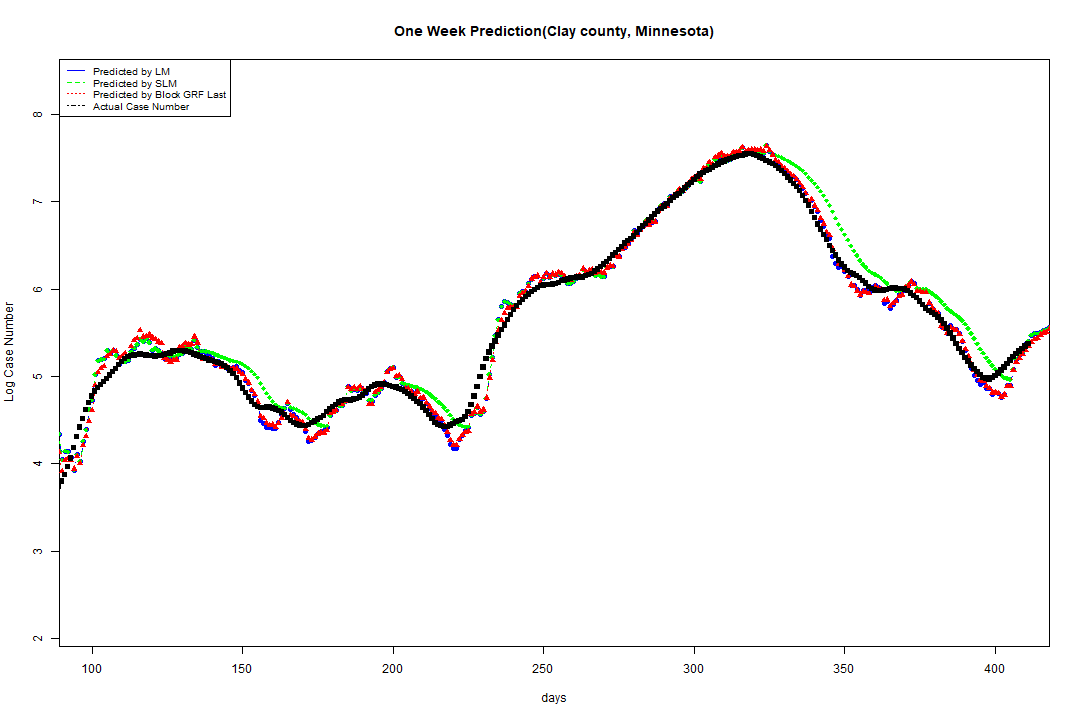 One Week Prediction(Clay county, Minnesota)
Predicted by LM
Predicted by SLM
Predicted by Block GRF Last
Actual Case Number
Log Case Number
8
7
6
5
4
3
2
100 150 200 250 300 350 400
days